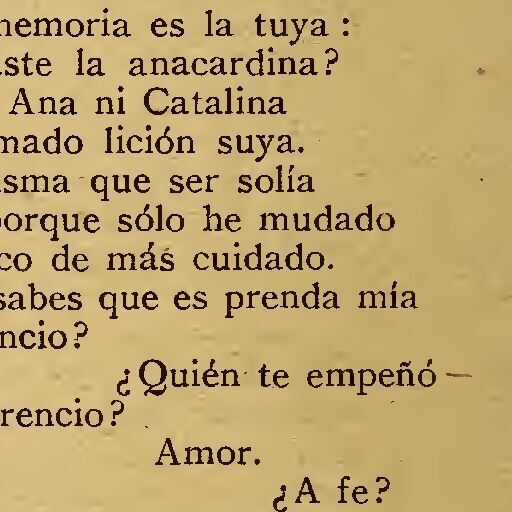 memoria es la tuya :
ste la anacardina?
Ana ni Catalina
mado lición suya.
sma que ser solía
porque sólo he mudado
co de más cuidado.
sabes que es prenda mía
ncio?
¿Quién te empeñó—
rencio?
Amor.
¿A fe?